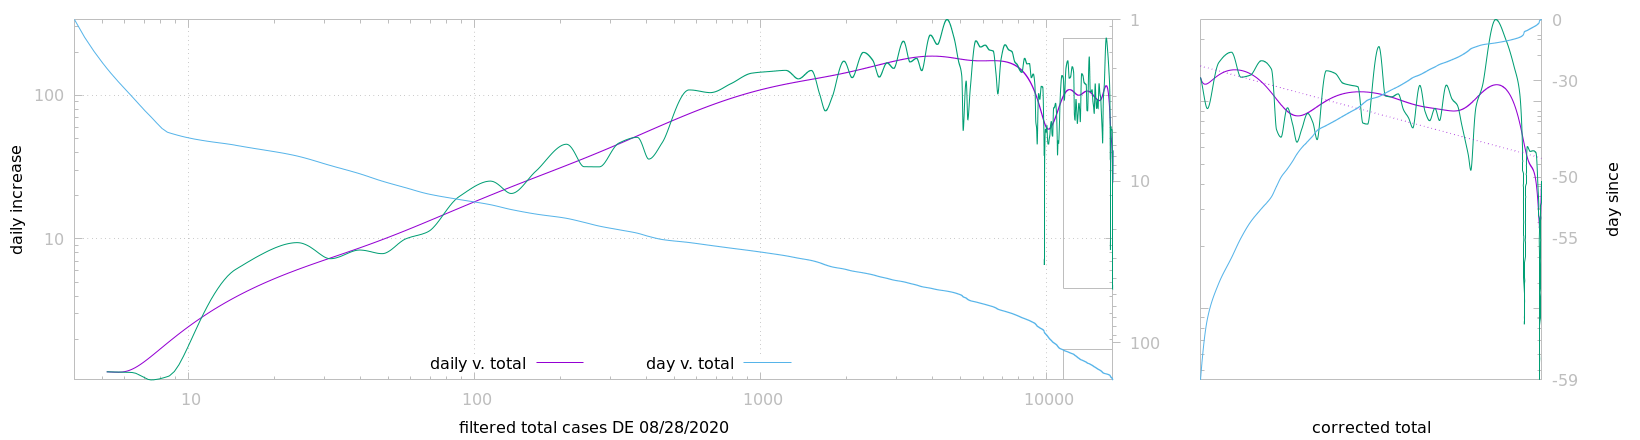 daily increase
100
10
10
100
1000
10000
1
10
100
daily v. total
day v. total
filtered total cases DE 08/28/2020
0
-30
-50
-55
-59
day since
corrected total